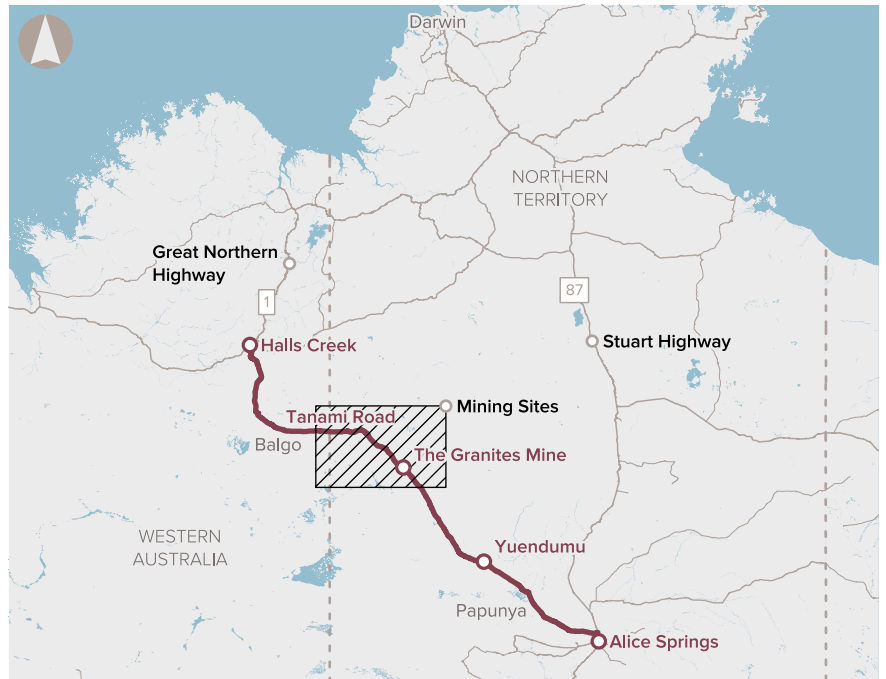 Darwin
NORTHERN
TERRITORY
Great Northern
Highway
87
1
Halls Creek
Stuart Highway
Mining Sites
Tanami Road
Balgo
The Granites Mine
WESTERN
AUSTRALIA
Yuendumu
Papunya
Alice Springs